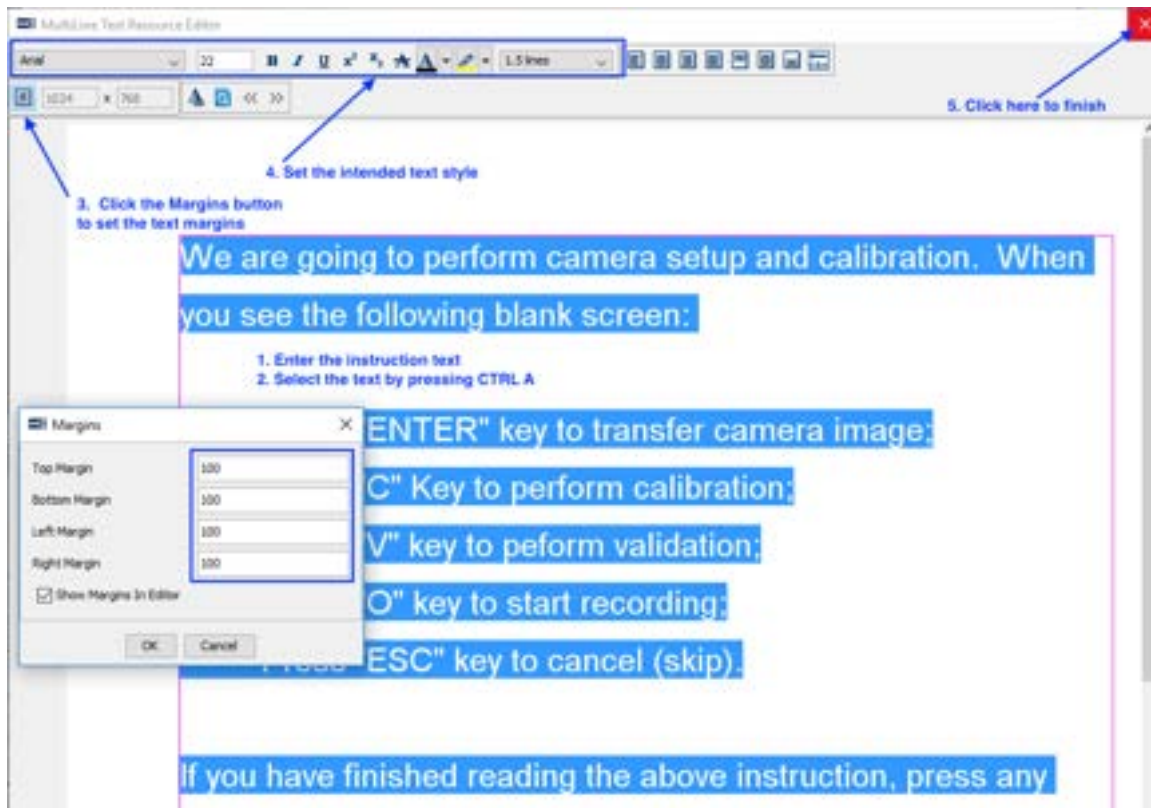 MultiLine Text Resource Editor
Arial 22 B I U x² A A 1.5 lines
1024 x 768
5. Click here to finish
4. Set the intended text style
3. Click the Margins button
to set the text margins
We are going to perform camera setup and calibration. When
you see the following blank screen:
1. Enter the instruction text
2. Select the text by pressing CTRL A
ENTER" key to transfer camera image;
C" Key to perform calibration;
V" key to peform validation;
O" key to start recording;
"ESC" key to cancel (skip).
Margins
Top Margin 100
Bottom Margin 100
Left Margin 100
Right Margin 100
Show Margins In Editor
OK Cancel
If you have finished reading the above instruction, press any